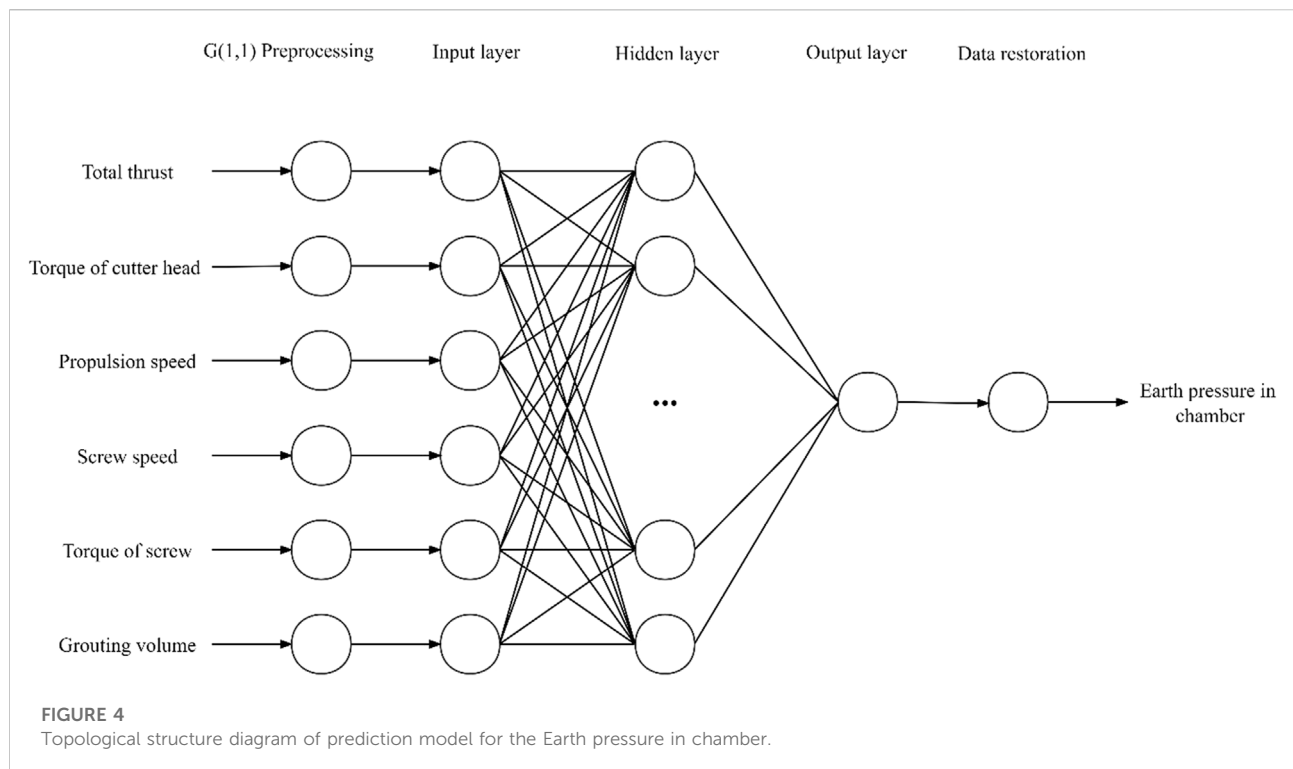 G(1,1) Preprocessing
Input layer
Hidden layer
Output layer
Data restoration
Total thrust
Torque of cutter head
Propulsion speed
Screw speed
Torque of screw
Grouting volume
...
Earth pressure in
chamber
FIGURE 4
Topological structure diagram of prediction model for the Earth pressure in chamber.